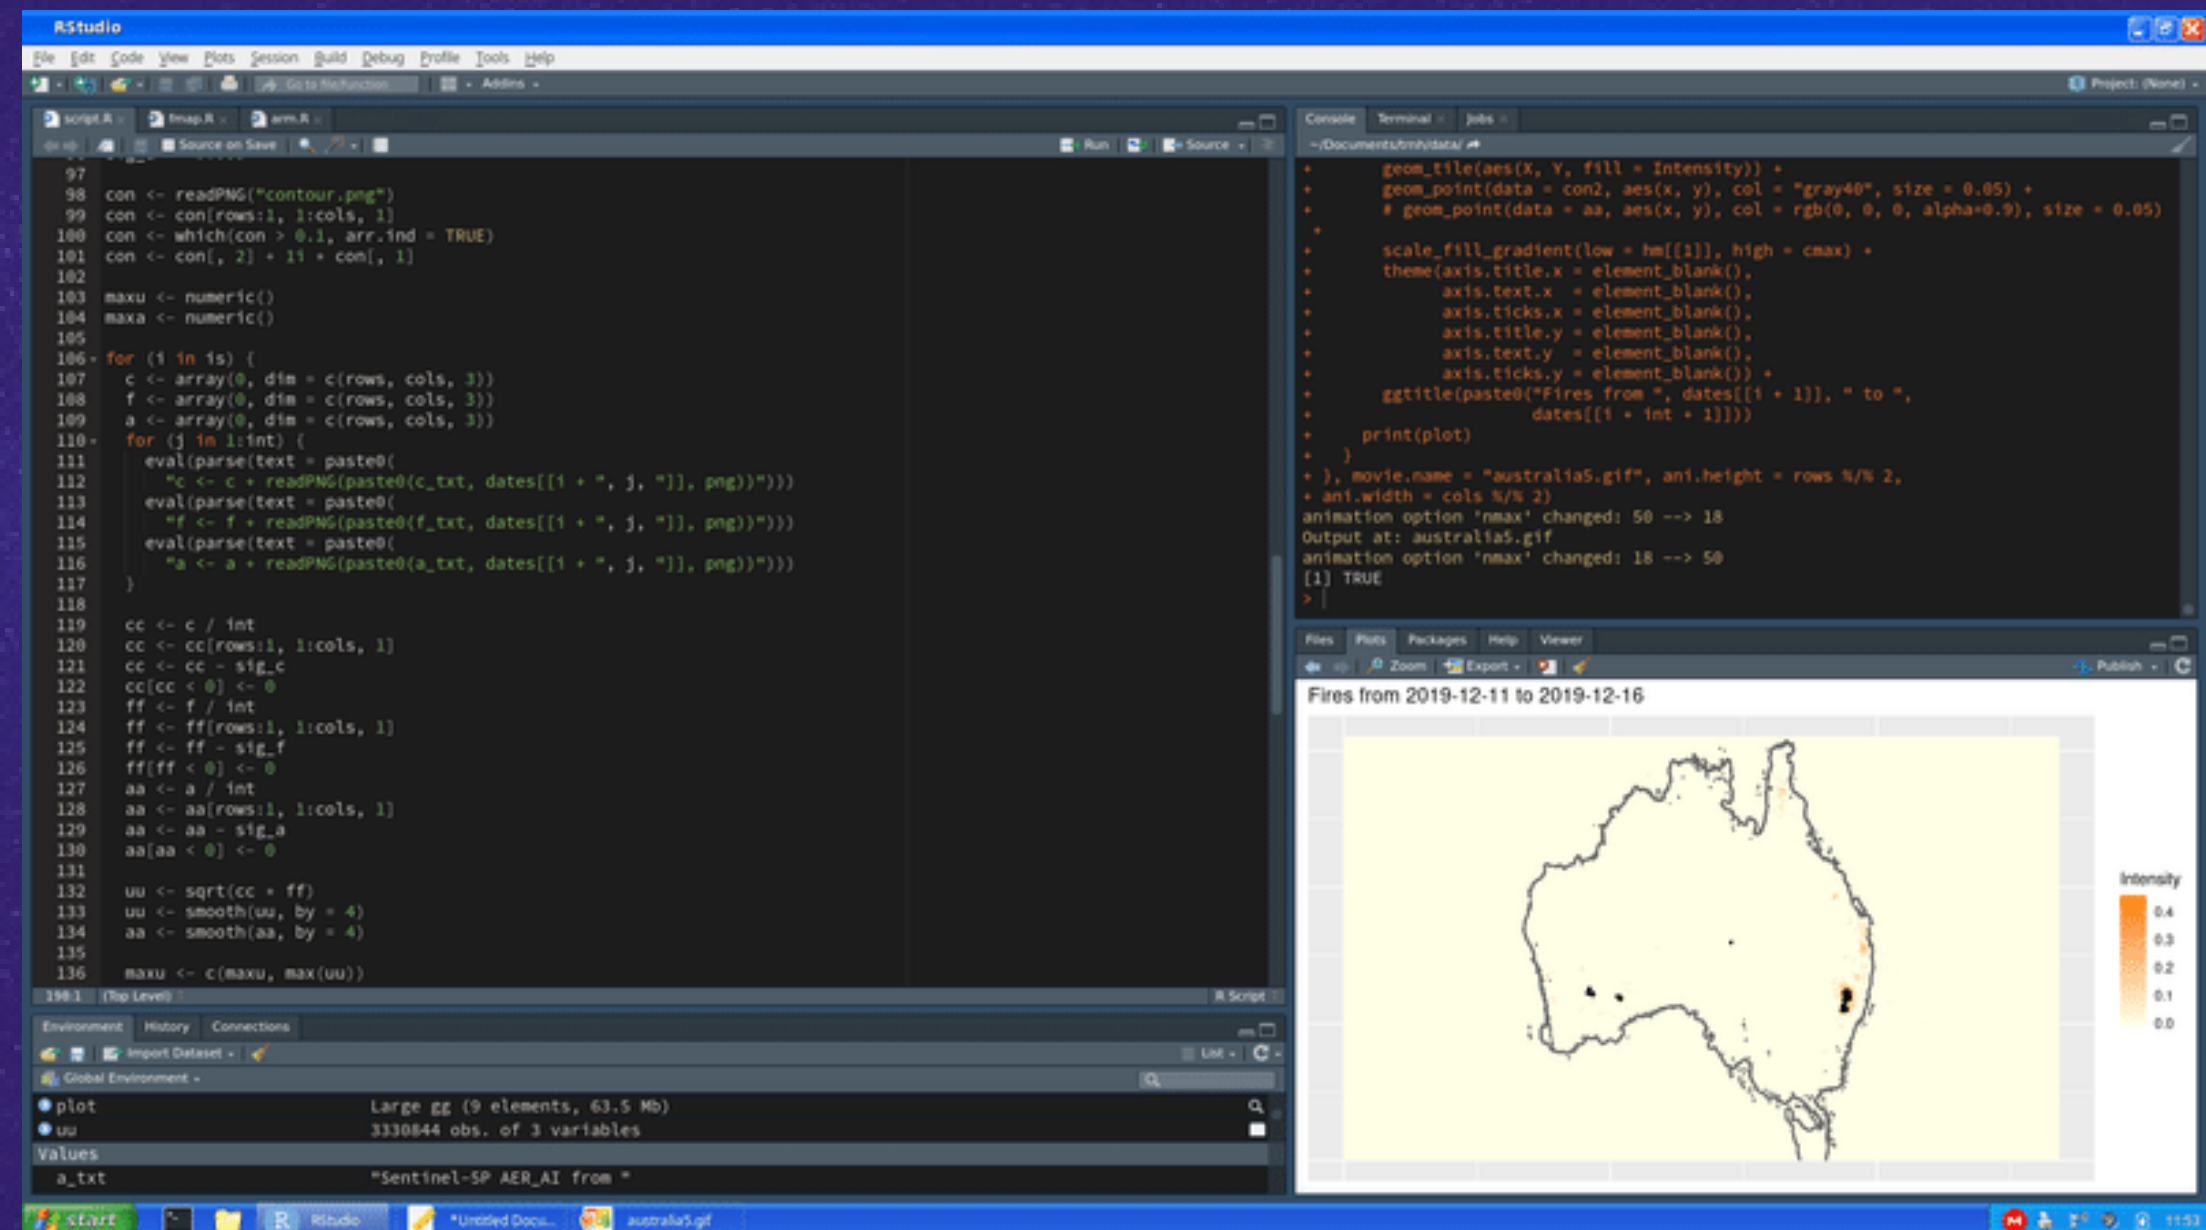 RStudio
File Edit Code View Plots Session Build Debug Profile Tools Help
Go to file/function Addins Project: (None)
script.R fmap.R arm.R
Source on Save Run Source
97
98 con <- readPNG("contour.png")
99 con <- con[rows:1, 1:cols, 1]
100 con <- which(con > 0.1, arr.ind = TRUE)
101 con <- con[, 2] + 1i * con[, 1]
102
103 maxu <- numeric()
104 maxa <- numeric()
105
106 for (i in is) {
107 c <- array(0, dim = c(rows, cols, 3))
108 f <- array(0, dim = c(rows, cols, 3))
109 a <- array(0, dim = c(rows, cols, 3))
110 for (j in 1:int) {
111 eval(parse(text = paste0(
112 "c <- c + readPNG(paste0(c_txt, dates[[i + ", j, "]], png))")))
113 eval(parse(text = paste0(
114 "f <- f + readPNG(paste0(f_txt, dates[[i + ", j, "]], png))")))
115 eval(parse(text = paste0(
116 "a <- a + readPNG(paste0(a_txt, dates[[i + ", j, "]], png))")))
117 }
118
119 cc <- c / int
120 cc <- cc[rows:1, 1:cols, 1]
121 cc <- cc - sig_c
122 cc[cc < 0] <- 0
123 ff <- f / int
124 ff <- ff[rows:1, 1:cols, 1]
125 ff <- ff - sig_f
126 ff[ff < 0] <- 0
127 aa <- a / int
128 aa <- aa[rows:1, 1:cols, 1]
129 aa <- aa - sig_a
130 aa[aa < 0] <- 0
131
132 uu <- sqrt(cc * ff)
133 uu <- smooth(uu, by = 4)
134 aa <- smooth(aa, by = 4)
135
136 maxu <- c(maxu, max(uu))
198:1 (Top Level) R Script
Environment History Connections
Import Dataset List
Global Environment
plot Large gg (9 elements, 63.5 Mb)
uu 3330844 obs. of 3 variables
Values
a_txt "Sentinel-5P AER_AI from "
Console Terminal Jobs
~/Documents/tmh/data/
+ geom_tile(aes(X, Y, fill = Intensity)) +
+ geom_point(data = con2, aes(x, y), col = "gray40", size = 0.05) +
+ # geom_point(data = aa, aes(x, y), col = rgb(0, 0, 0, alpha=0.9), size = 0.05)
+
+ scale_fill_gradient(low = hm[[1]], high = cmax) +
+ theme(axis.title.x = element_blank(),
+ axis.text.x = element_blank(),
+ axis.ticks.x = element_blank(),
+ axis.title.y = element_blank(),
+ axis.text.y = element_blank(),
+ axis.ticks.y = element_blank()) +
+ ggtitle(paste0("Fires from ", dates[[i + 1]], " to ",
+ dates[[i + int + 1]]))
+ print(plot)
+ }
+ }, movie.name = "australia5.gif", ani.height = rows %/% 2,
+ ani.width = cols %/% 2)
animation option 'nmax' changed: 50 --> 18
Output at: australia5.gif
animation option 'nmax' changed: 18 --> 50
[1] TRUE
>
Files Plots Packages Help Viewer
Zoom Export Publish
Fires from 2019-12-11 to 2019-12-16
Intensity
0.4
0.3
0.2
0.1
0.0
start RStudio *Untitled Docu... australia5.gif 11:53